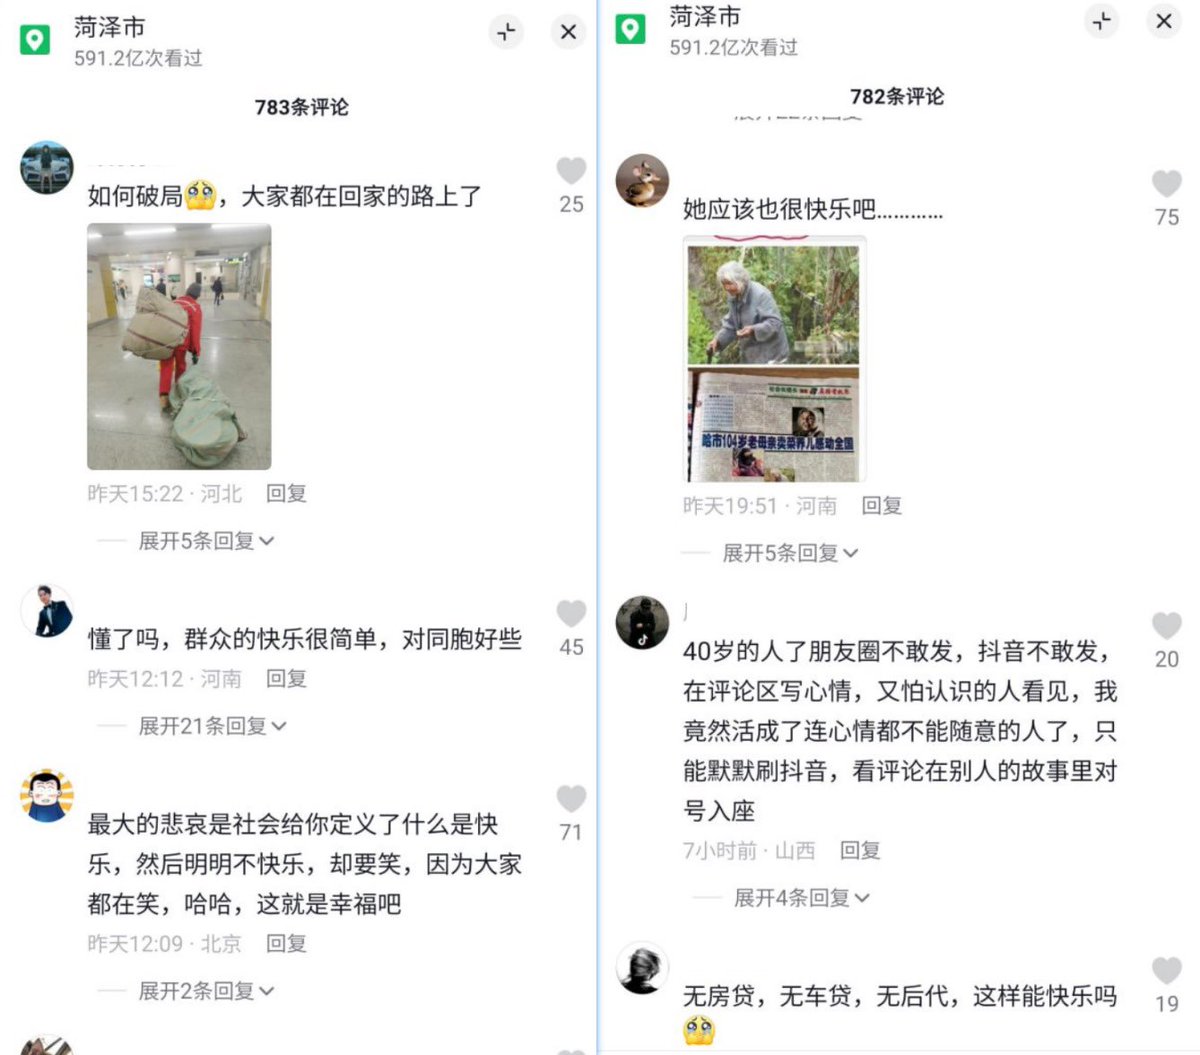 菏泽市
591.2亿次看过
783条评论
如何破局🥹，大家都在回家的路上了
25
昨天15:22 · 河北 回复
展开5条回复
懂了吗，群众的快乐很简单，对同胞好些
45
昨天12:12 · 河南 回复
展开21条回复
最大的悲哀是社会给你定义了什么是快
乐，然后明明不快乐，却要笑，因为大家
都在笑，哈哈，这就是幸福吧
71
昨天12:09 · 北京 回复
展开2条回复
菏泽市
591.2亿次看过
782条评论
展开22条回复
她应该也很快乐吧…………
75
哈市104岁老母亲卖菜养儿感动全国
昨天19:51 · 河南 回复
展开5条回复
40岁的人了朋友圈不敢发，抖音不敢发，
在评论区写心情，又怕认识的人看见，我
竟然活成了连心情都不能随意的人了，只
能默默刷抖音，看评论在别人的故事里对
号入座
20
7小时前 · 山西 回复
展开4条回复
无房贷，无车贷，无后代，这样能快乐吗
🥹
19